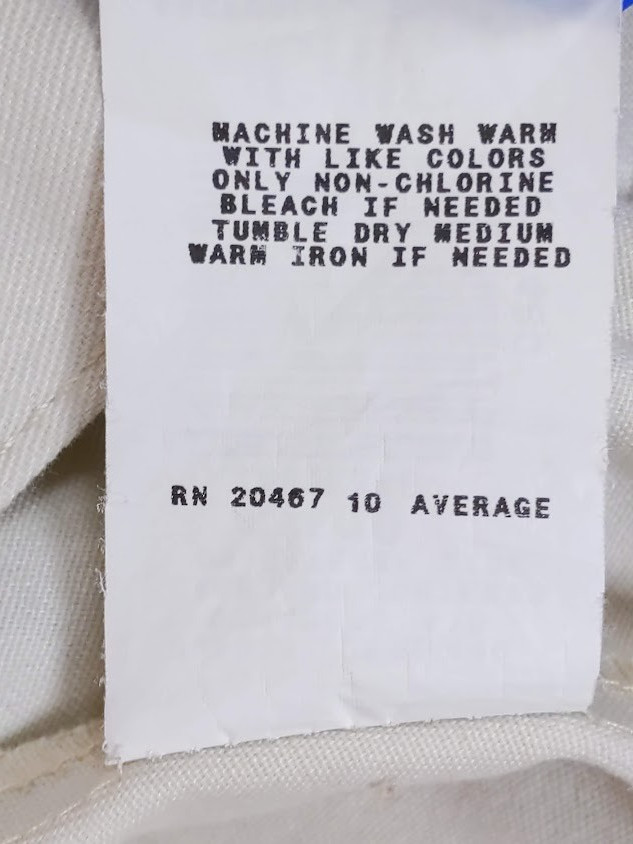 MACHINE WASH WARM
WITH LIKE COLORS
ONLY NON-CHLORINE
BLEACH IF NEEDED
TUMBLE DRY MEDIUM
WARM IRON IF NEEDED
RN 20467 10 AVERAGE